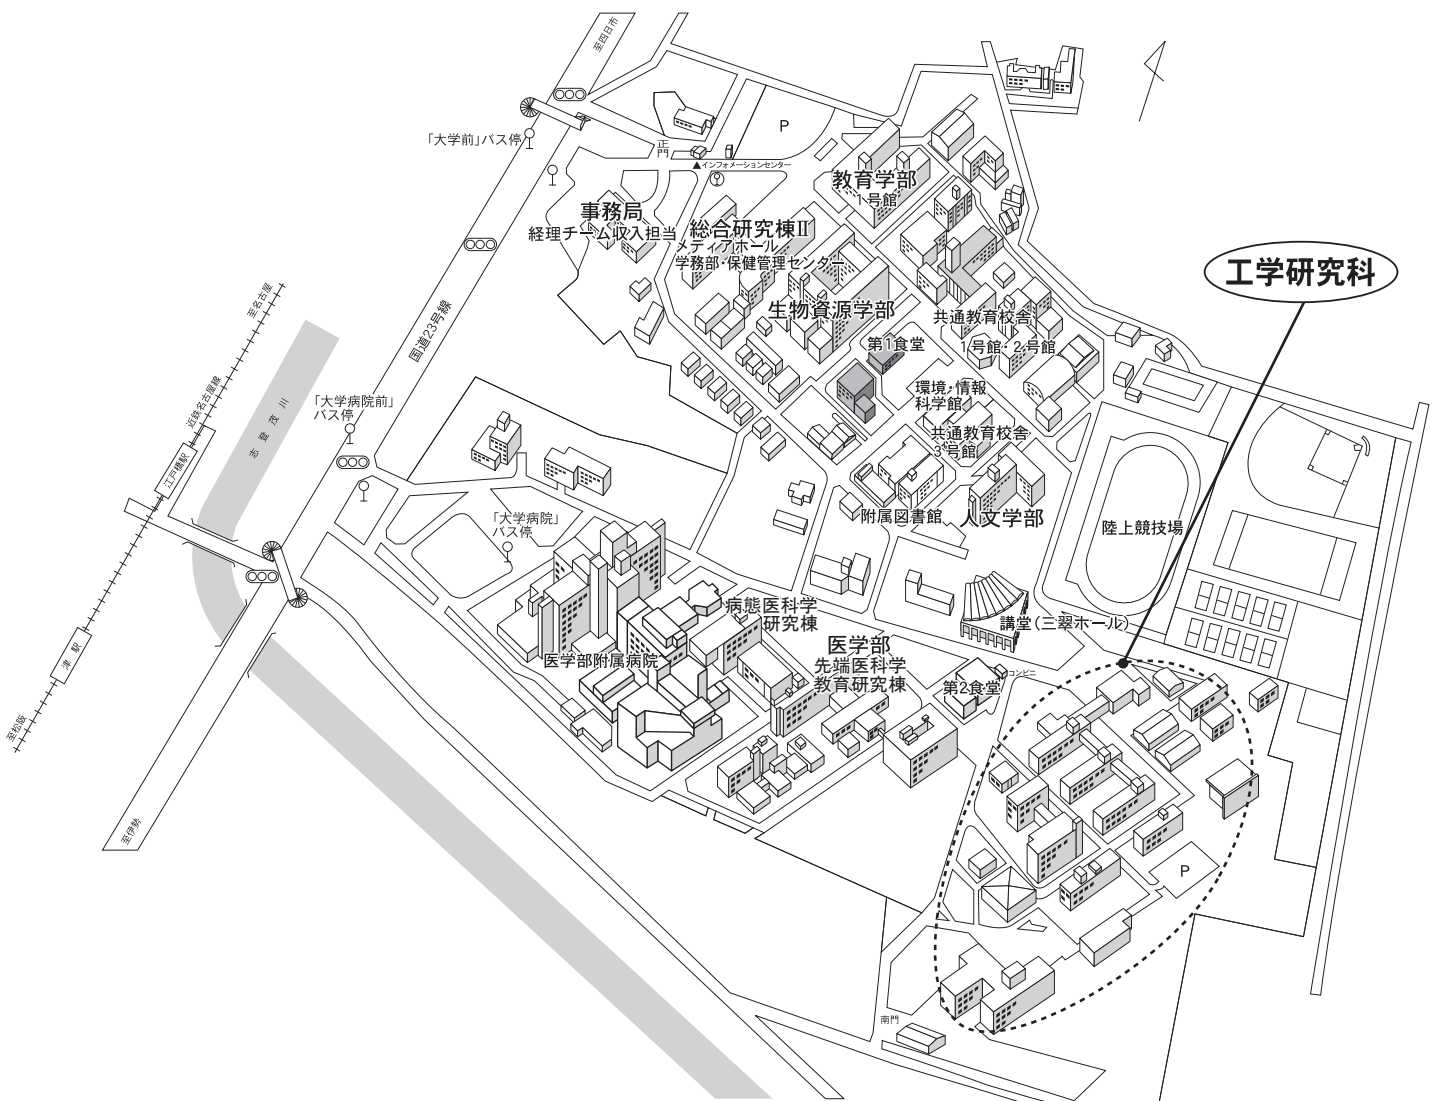 至四日市
「大学前」バス停
正門
▲インフォメーションセンター
P
教育学部
1号館
事務局
経理チーム収入担当
総合研究棟Ⅱ
メディアホール
学務部・保健管理センター
生物資源学部
工学研究科
共通教育校舎
1号館・2号館
第1食堂
環境・情報
科学館
共通教育校舎
3号館
至名古屋
国道23号線
近鉄名古屋線
志登茂川
江戸橋駅
「大学病院前」
バス停
「大学病院」
バス停
附属図書館
人文学部
陸上競技場
講堂(三翠ホール)
病態医科学
研究棟
医学部
先端医科学
教育研究棟
医学部附属病院
第2食堂
コンビニ
津駅
至松阪
至伊勢
P
南門